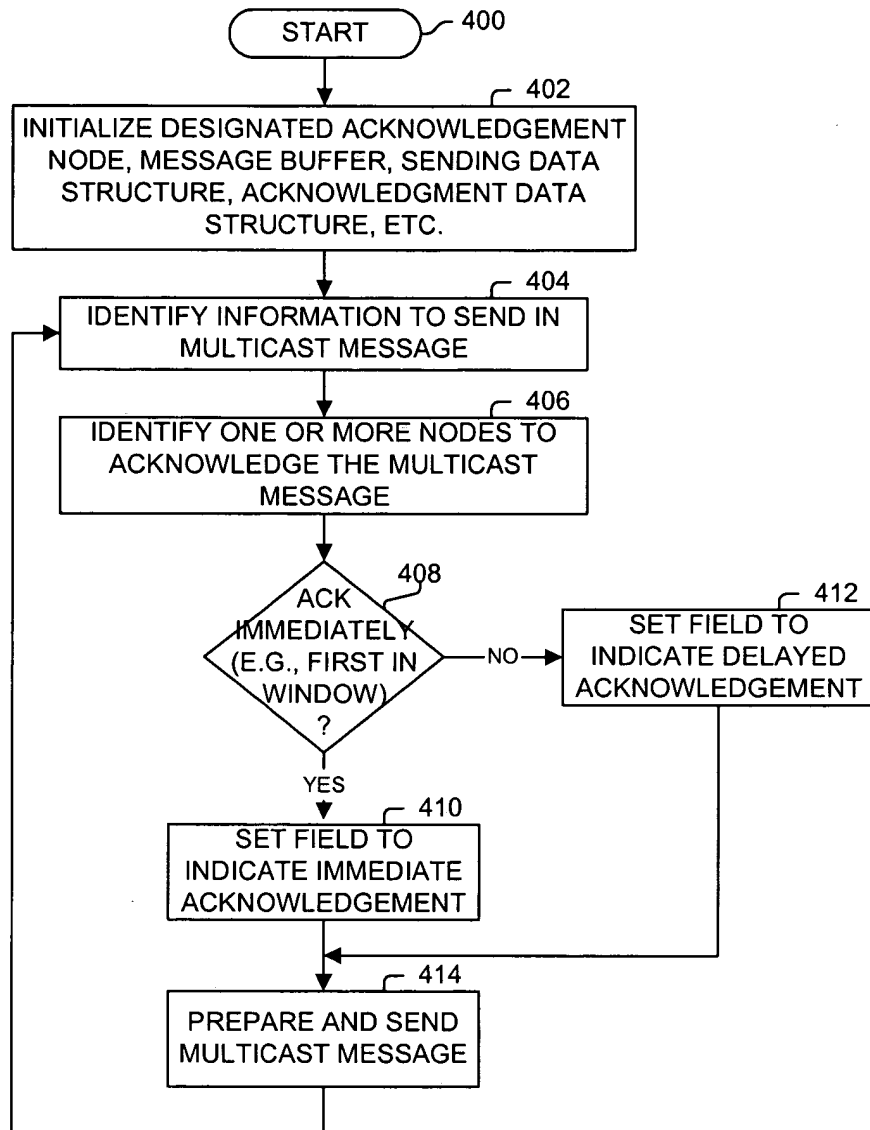 START
400
402
INITIALIZE DESIGNATED ACKNOWLEDGEMENT
NODE, MESSAGE BUFFER, SENDING DATA
STRUCTURE, ACKNOWLEDGMENT DATA
STRUCTURE, ETC.
404
IDENTIFY INFORMATION TO SEND IN
MULTICAST MESSAGE
406
IDENTIFY ONE OR MORE NODES TO
ACKNOWLEDGE THE MULTICAST
MESSAGE
408
ACK
IMMEDIATELY
(E.G., FIRST IN
WINDOW)
?
NO
412
SET FIELD TO
INDICATE DELAYED
ACKNOWLEDGEMENT
YES
410
SET FIELD TO
INDICATE IMMEDIATE
ACKNOWLEDGEMENT
414
PREPARE AND SEND
MULTICAST MESSAGE